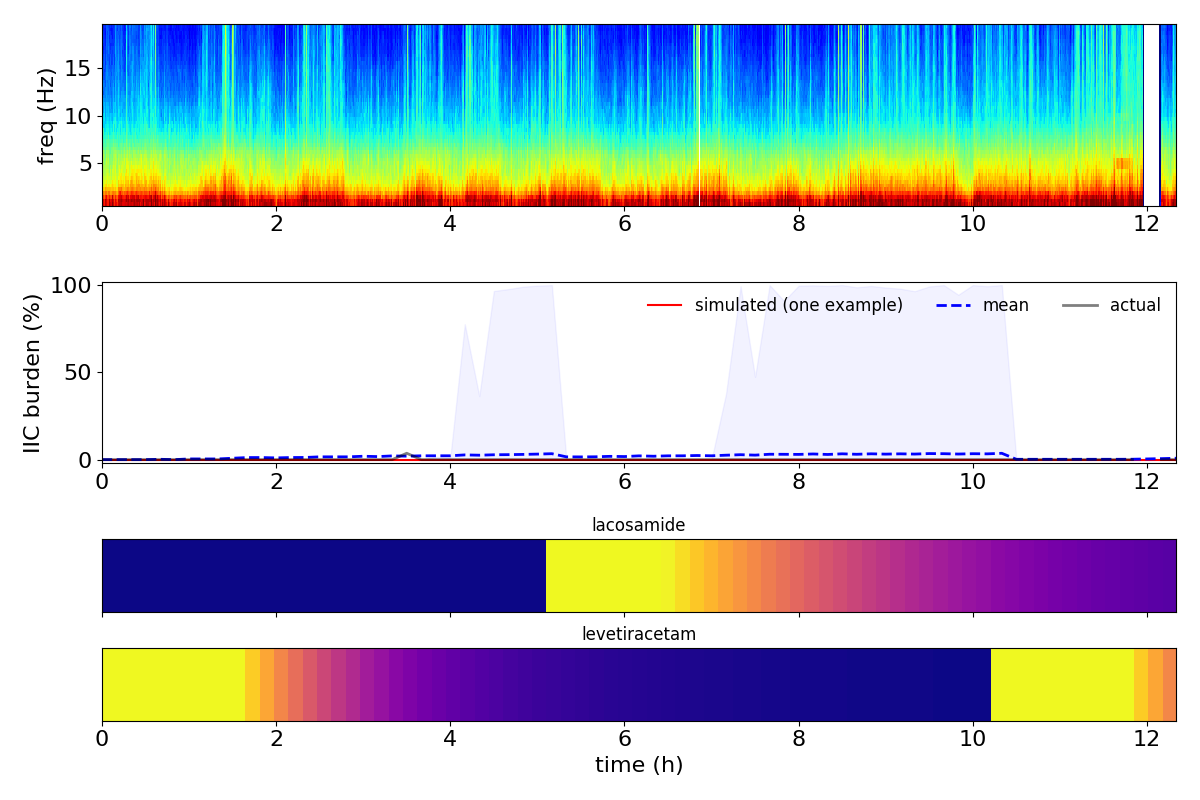 freq (Hz)
15
10
5
0 2 4 6 8 10 12
IIC burden (%)
100
50
0
simulated (one example) mean actual
0 2 4 6 8 10 12
lacosamide
levetiracetam
0 2 4 6 8 10 12
time (h)